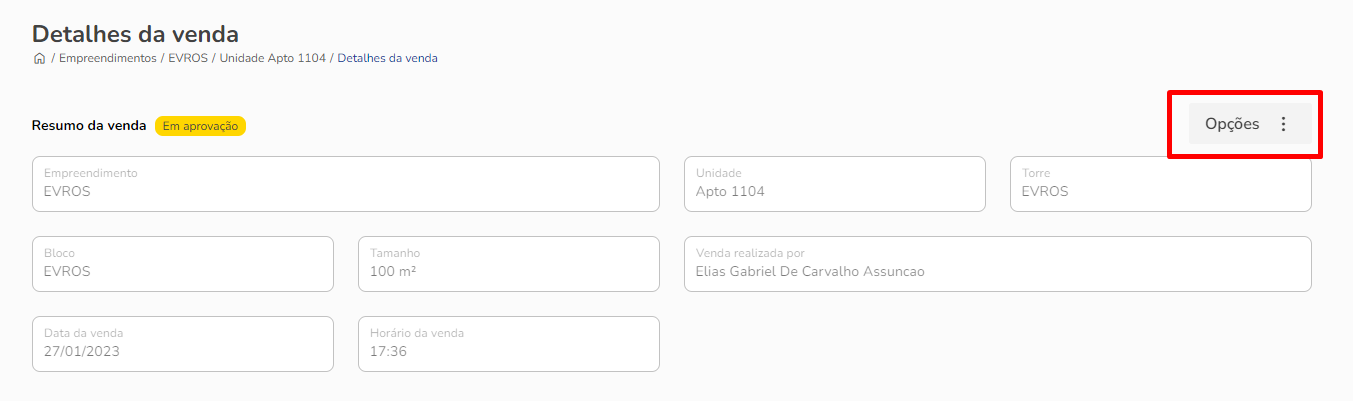 Detalhes da venda
/ Empreendimentos / EVROS / Unidade Apto 1104 / Detalhes da venda
Opções
Resumo da venda Em aprovação
Empreendimento
EVROS
Unidade
Apto 1104
Torre
EVROS
Bloco
EVROS
Tamanho
100 m²
Venda realizada por
Elias Gabriel De Carvalho Assuncao
Data da venda
27/01/2023
Horário da venda
17:36